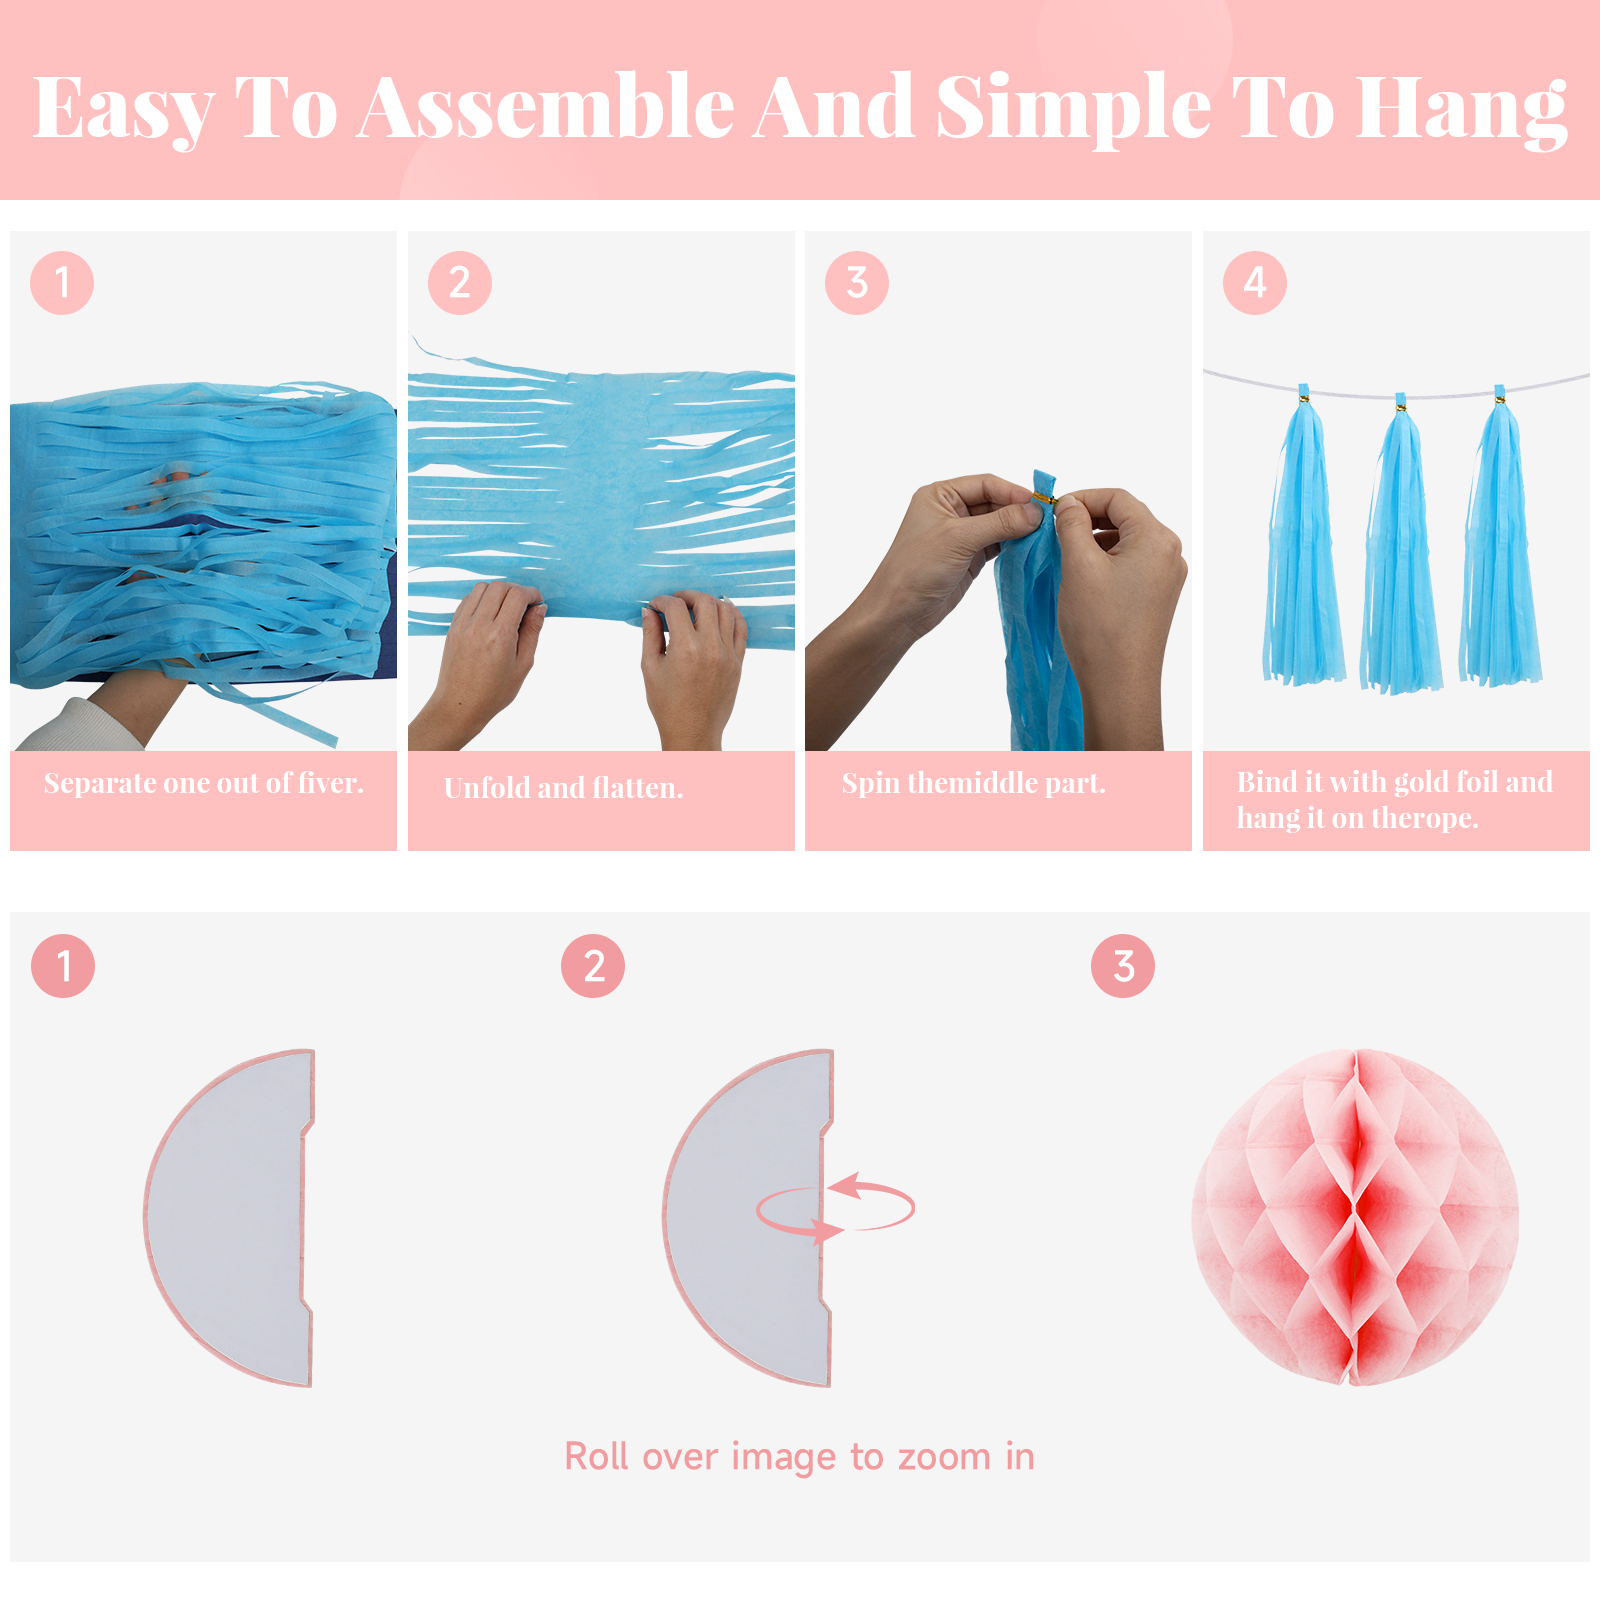 Easy To Assemble And Simple To Hang
1
2
3
4
Separate one out of fiver.
Unfold and flatten.
Spin themiddle part.
Bind it with gold foil and
hang it on therope.
1
2
3
Roll over image to zoom in